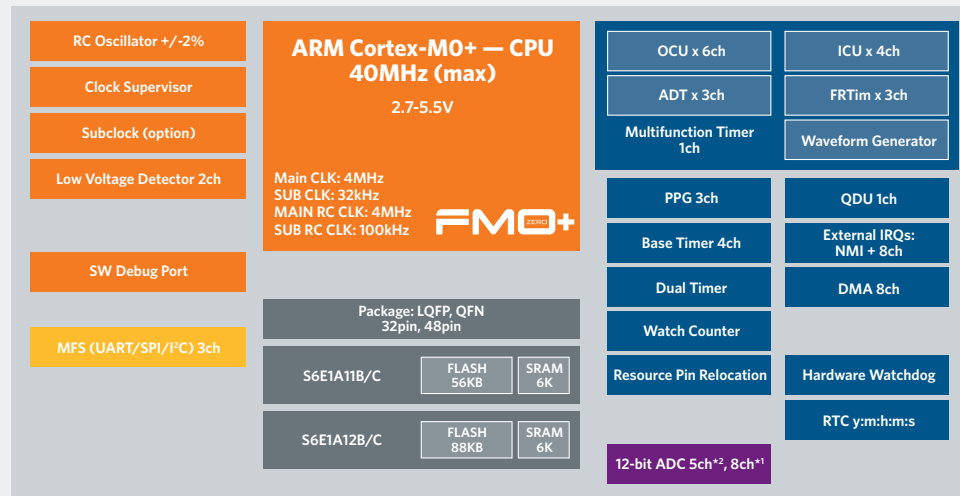 RC Oscillator +/-2%
Clock Supervisor
Subclock (option)
Low Voltage Detector 2ch
SW Debug Port
MFS (UART/SPI/I²C) 3ch
ARM Cortex-M0+ — CPU
40MHz (max)
2.7-5.5V
Main CLK: 4MHz
SUB CLK: 32kHz
MAIN RC CLK: 4MHz
SUB RC CLK: 100kHz
FM0+
ZERO
Package: LQFP, QFN
32pin, 48pin
S6E1A11B/C
FLASH
56KB
SRAM
6K
S6E1A12B/C
FLASH
88KB
SRAM
6K
OCU x 6ch
ICU x 4ch
ADT x 3ch
FRTim x 3ch
Multifunction Timer
1ch
Waveform Generator
PPG 3ch
QDU 1ch
Base Timer 4ch
External IRQs:
NMI + 8ch
Dual Timer
DMA 8ch
Watch Counter
Resource Pin Relocation
Hardware Watchdog
RTC y:m:h:m:s
12-bit ADC 5ch*², 8ch*¹